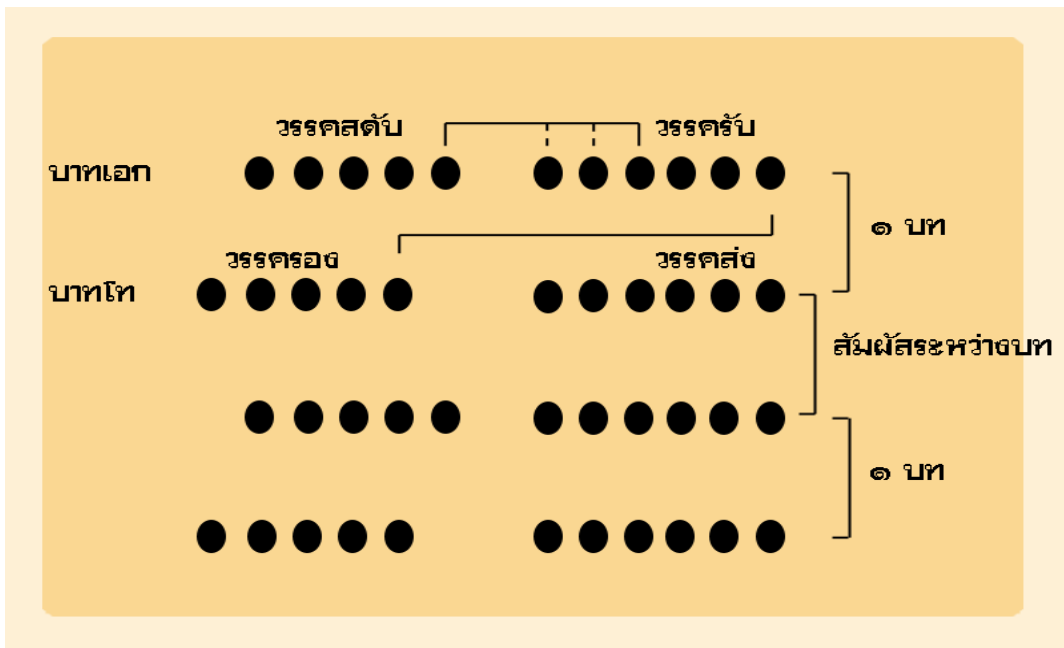 วรรคสดับ วรรครับ
บาทเอก
๑ บท
วรรครอง วรรคส่ง
บาทโท
สัมผัสระหว่างบท
๑ บท